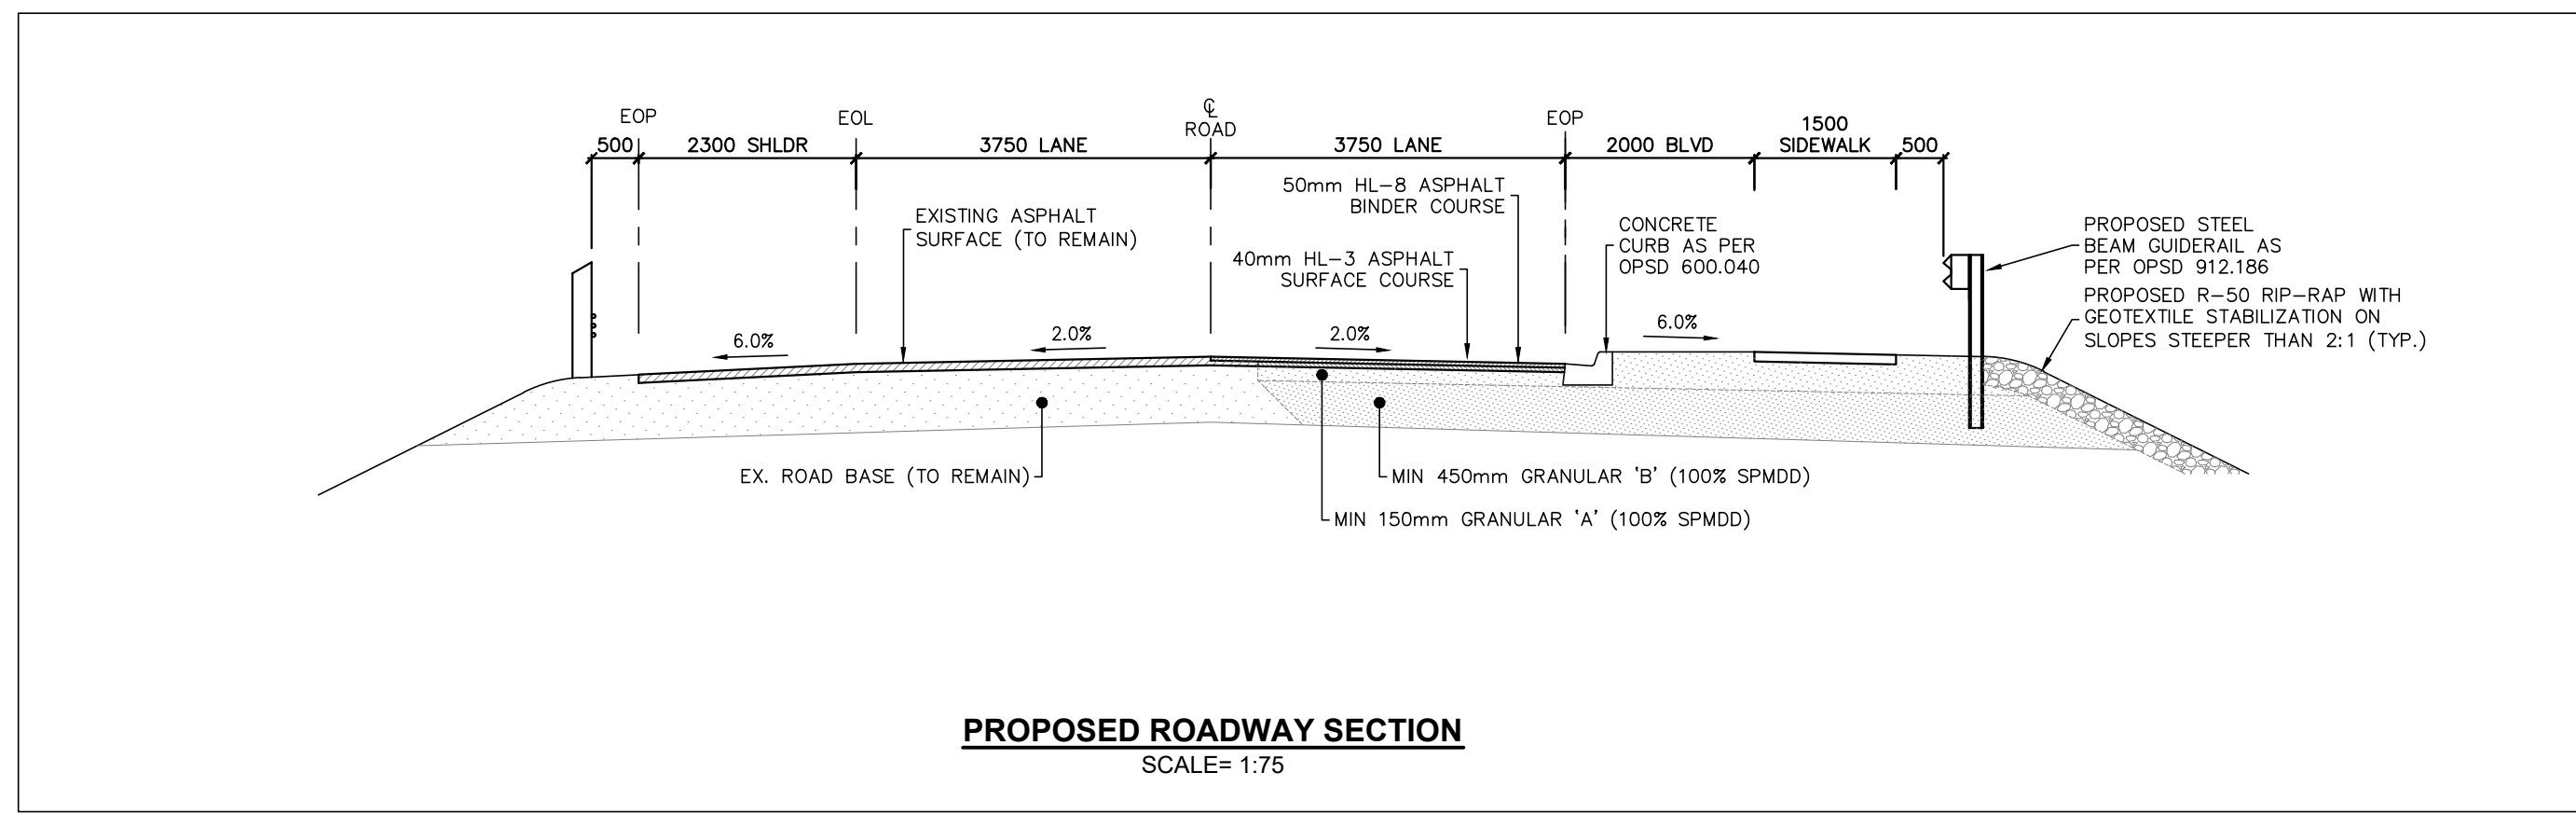 EOP
EOL
℄
ROAD
EOP
500
2300 SHLDR
3750 LANE
3750 LANE
2000 BLVD
1500
SIDEWALK
500
50mm HL-8 ASPHALT
BINDER COURSE
EXISTING ASPHALT
SURFACE (TO REMAIN)
40mm HL-3 ASPHALT
SURFACE COURSE
CONCRETE
CURB AS PER
OPSD 600.040
PROPOSED STEEL
BEAM GUIDERAIL AS
PER OPSD 912.186
PROPOSED R-50 RIP-RAP WITH
GEOTEXTILE STABILIZATION ON
SLOPES STEEPER THAN 2:1 (TYP.)
6.0%
2.0%
2.0%
6.0%
EX. ROAD BASE (TO REMAIN)
MIN 450mm GRANULAR 'B' (100% SPMDD)
MIN 150mm GRANULAR 'A' (100% SPMDD)
PROPOSED ROADWAY SECTION
SCALE= 1:75